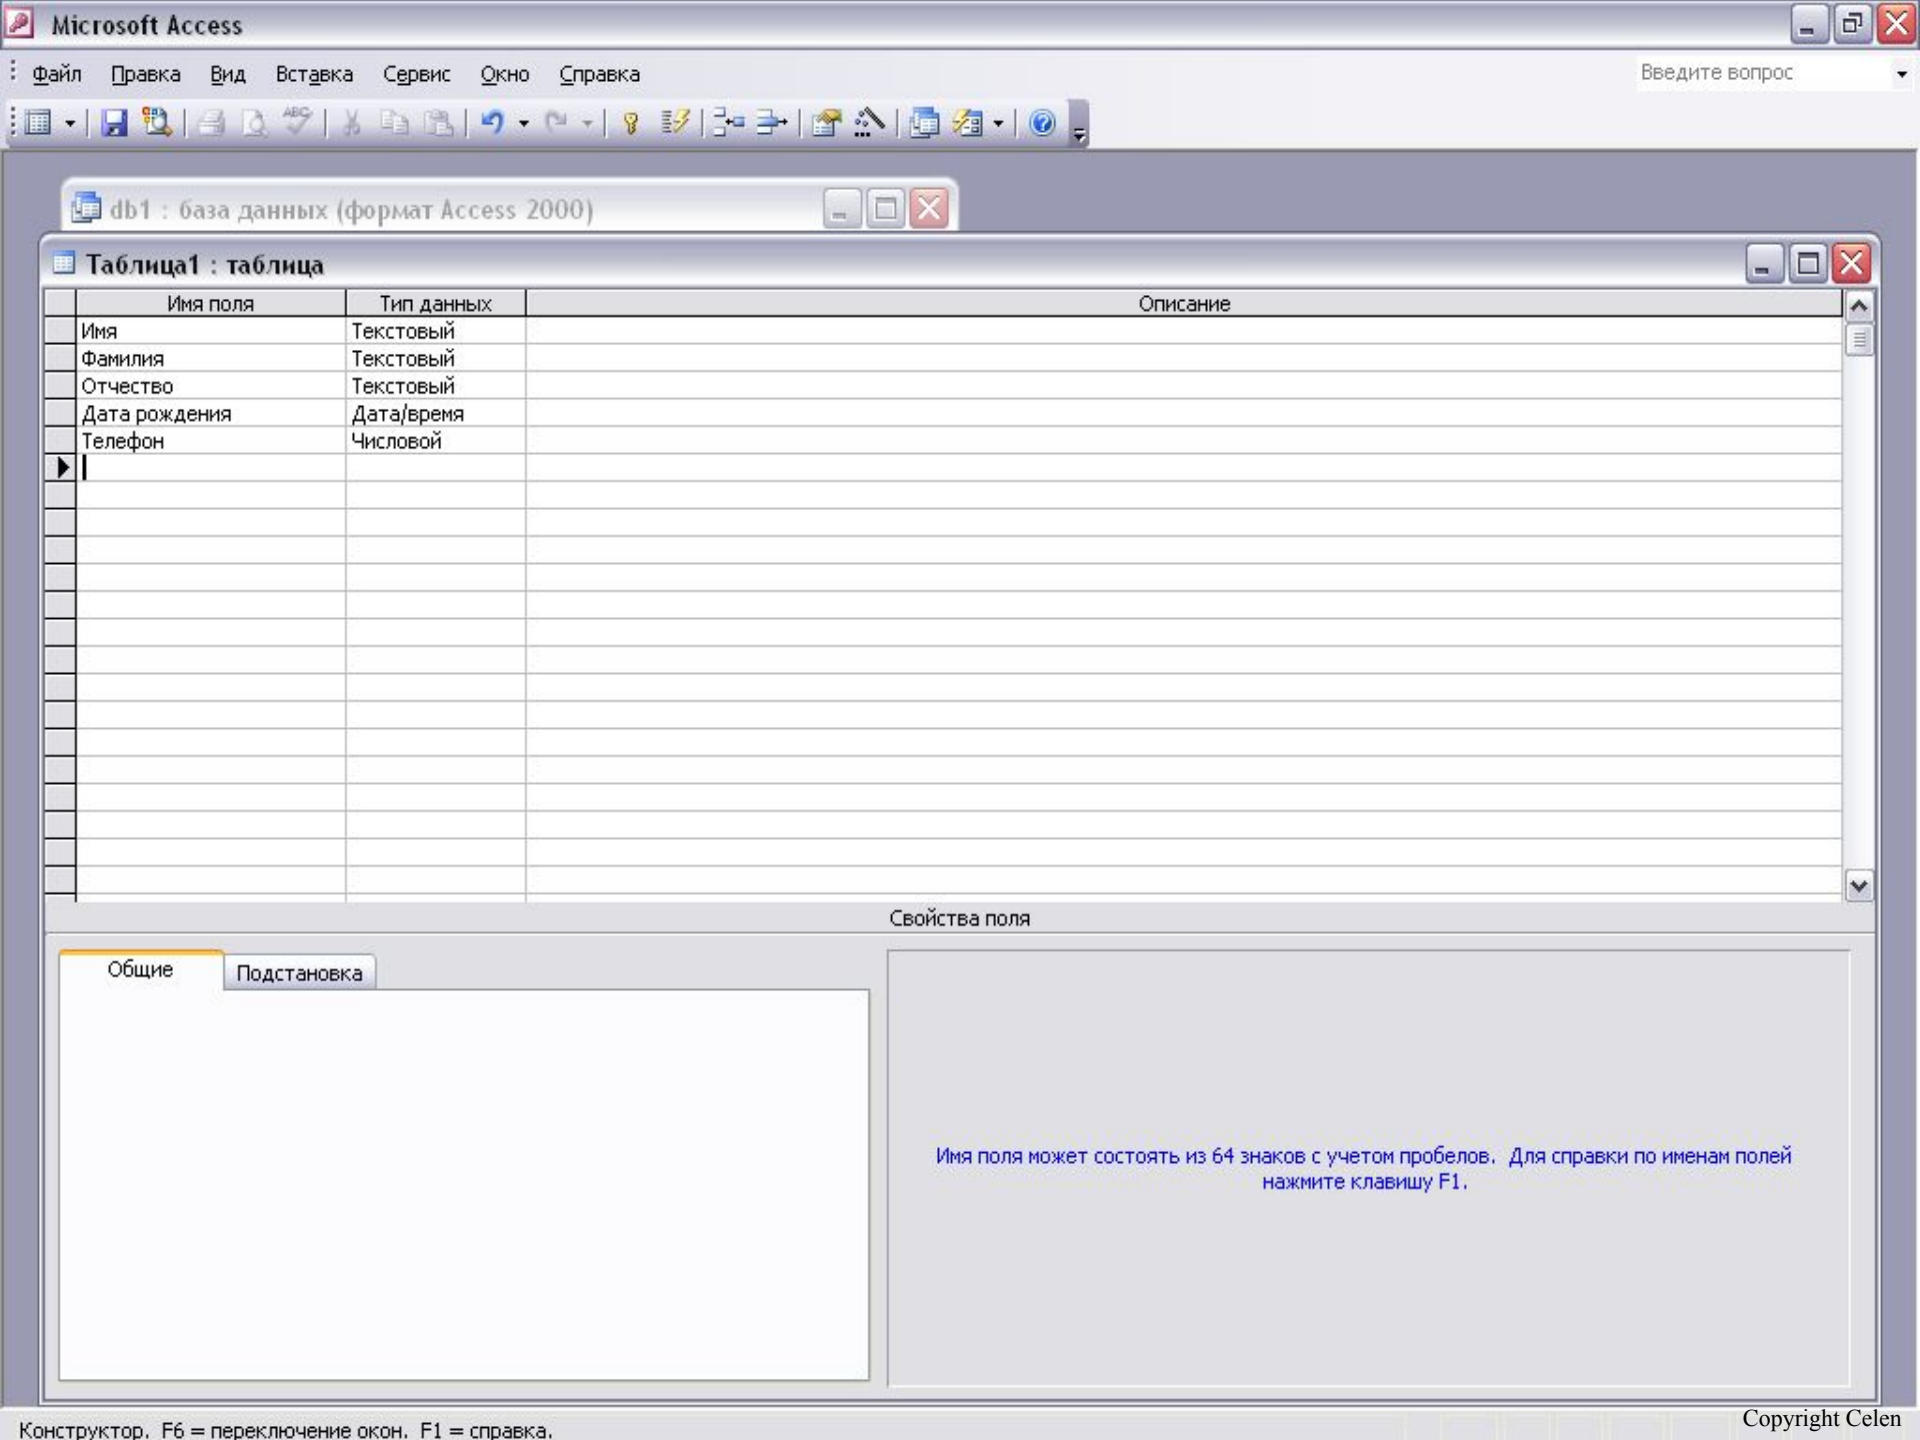 Microsoft Access
Файл Правка Вид Вставка Сервис Окно Справка
Введите вопрос
ABC
db1 : база данных (формат Access 2000)
Таблица1 : таблица
Имя поля Тип данных Описание
Имя Текстовый
Фамилия Текстовый
Отчество Текстовый
Дата рождения Дата/время
Телефон Числовой
Свойства поля
Общие Подстановка
Имя поля может состоять из 64 знаков с учетом пробелов. Для справки по именам полей
нажмите клавишу F1.
Конструктор. F6 = переключение окон. F1 = справка.
Copyright Celen